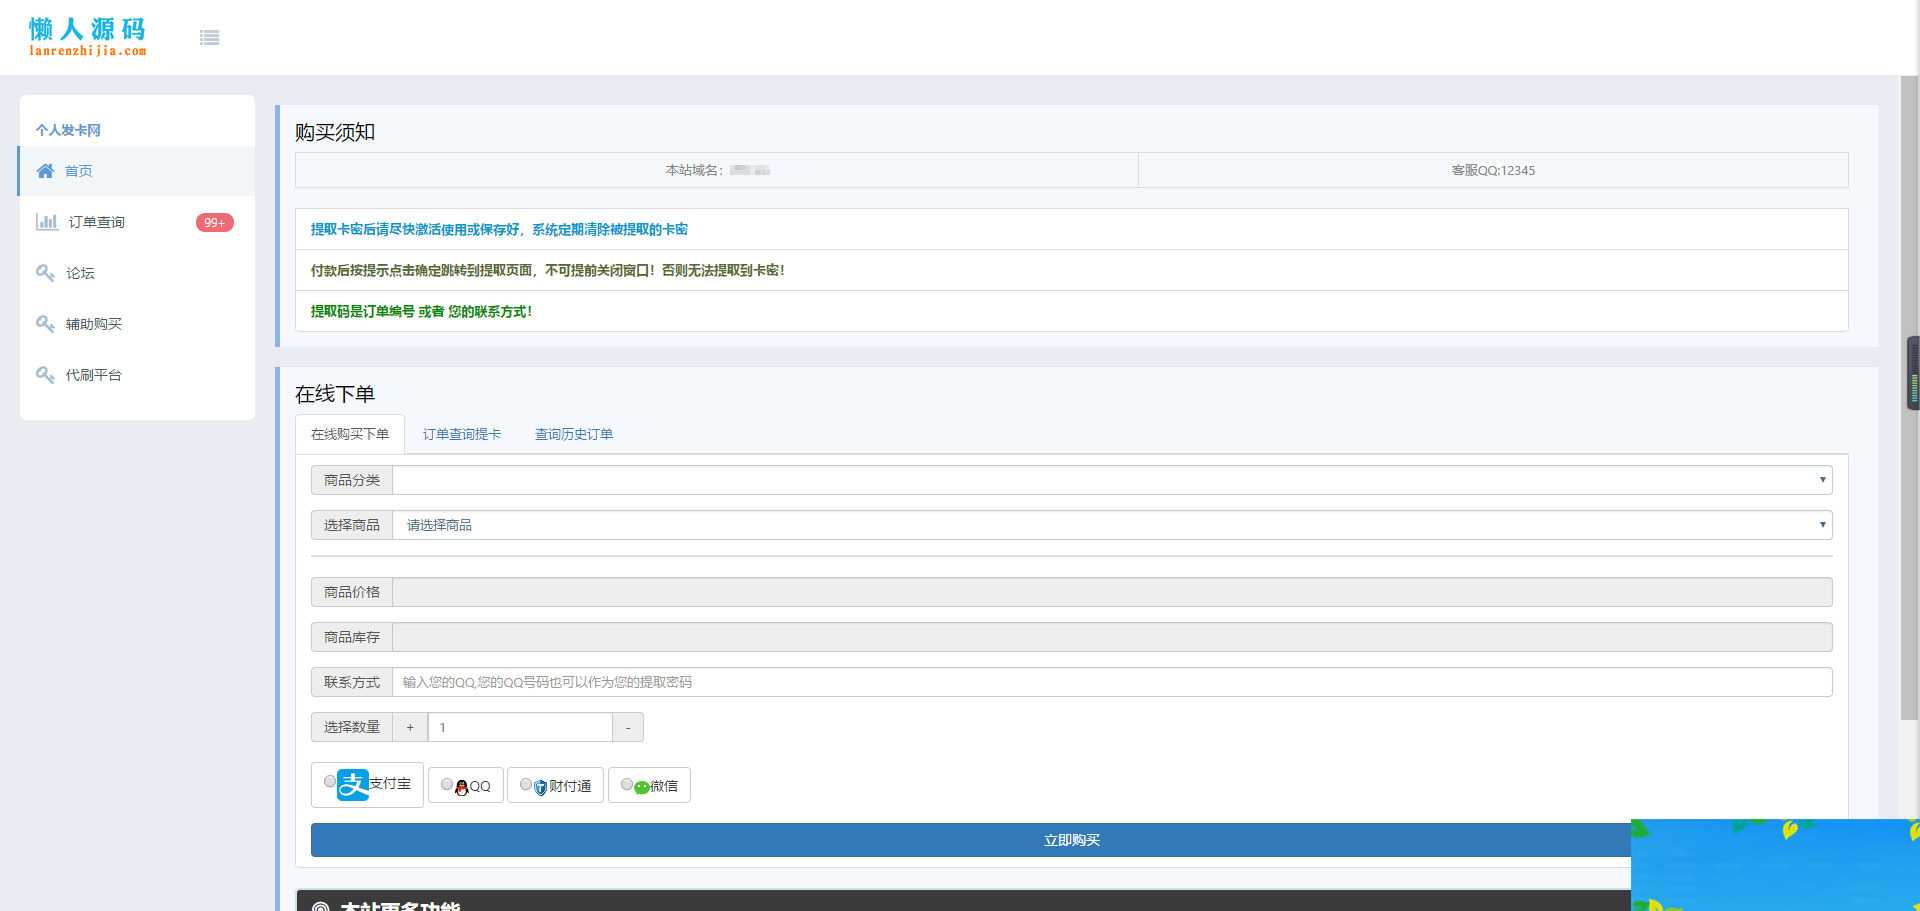 懒人源码
lanrenzhijia.com
个人发卡网
首页
订单查询 99+
论坛
辅助购买
代刷平台
购买须知
本站域名： 客服QQ:12345
提取卡密后请尽快激活使用或保存好，系统定期清除被提取的卡密
付款后按提示点击确定跳转到提取页面，不可提前关闭窗口！否则无法提取到卡密！
提取码是订单编号 或者 您的联系方式！
在线下单
在线购买下单 订单查询提卡 查询历史订单
商品分类
选择商品 请选择商品
商品价格
商品库存
联系方式 输入您的QQ,您的QQ号码也可以作为您的提取密码
选择数量 + 1 -
支付宝 QQ 财付通 微信
立即购买
本站更多功能